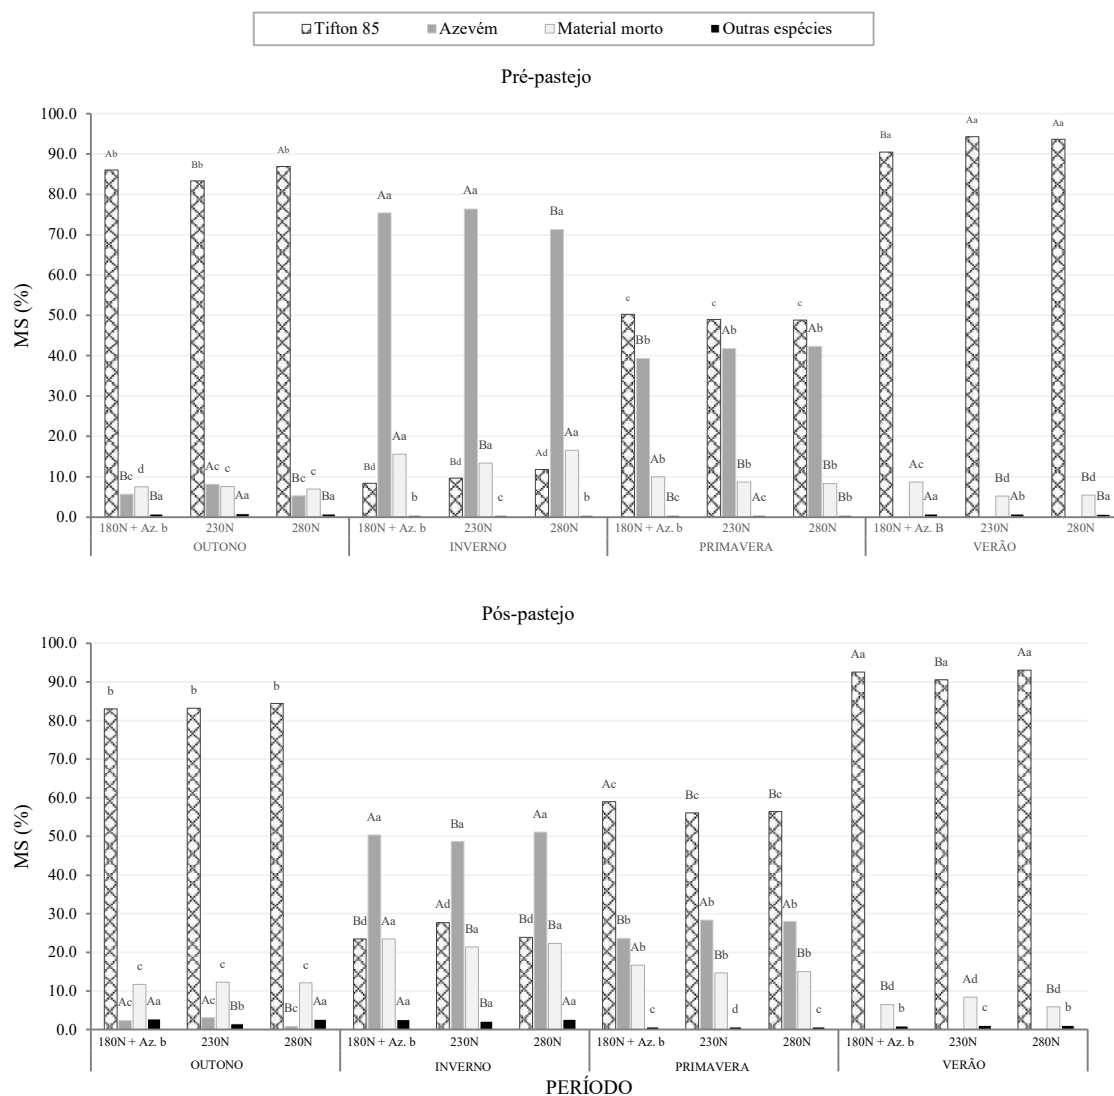 Tifton 85 Azevém Material morto Outras espécies
Pré-pastejo
MS (%)
100.0
90.0
80.0
70.0
60.0
50.0
40.0
30.0
20.0
10.0
0.0
Ab Bc d Ba Bb Ac c Aa Ab Bc c Ba
Bd Aa Aa b Bd Aa Ba c Ad Ba Aa b
c Bb Ab Bc c Ab Bb Ac c Ab Bb Bb
Ba Ac Aa Aa Bd Ab Aa Bd Ba
180N + Az. b 230N 280N 180N + Az. b 230N 280N 180N + Az. b 230N 280N 180N + Az. B 230N 280N
OUTONO INVERNO PRIMAVERA VERÃO
Pós-pastejo
MS (%)
100.0
90.0
80.0
70.0
60.0
50.0
40.0
30.0
20.0
10.0
0.0
b Ac c Aa b Ac c Bb b Bc c Aa
Bd Aa Aa Aa Ad Ba Ba Ba Bd Aa Ba Aa
Ac Bb Ab c Bc Ab Bb d Bc Ab Bb c
Aa Bd b Ba Ad c Aa Bd b
180N + Az. b 230N 280N 180N + Az. b 230N 280N 180N + Az. b 230N 280N 180N + Az. b 230N 280N
OUTONO INVERNO PRIMAVERA VERÃO
PERÍODO